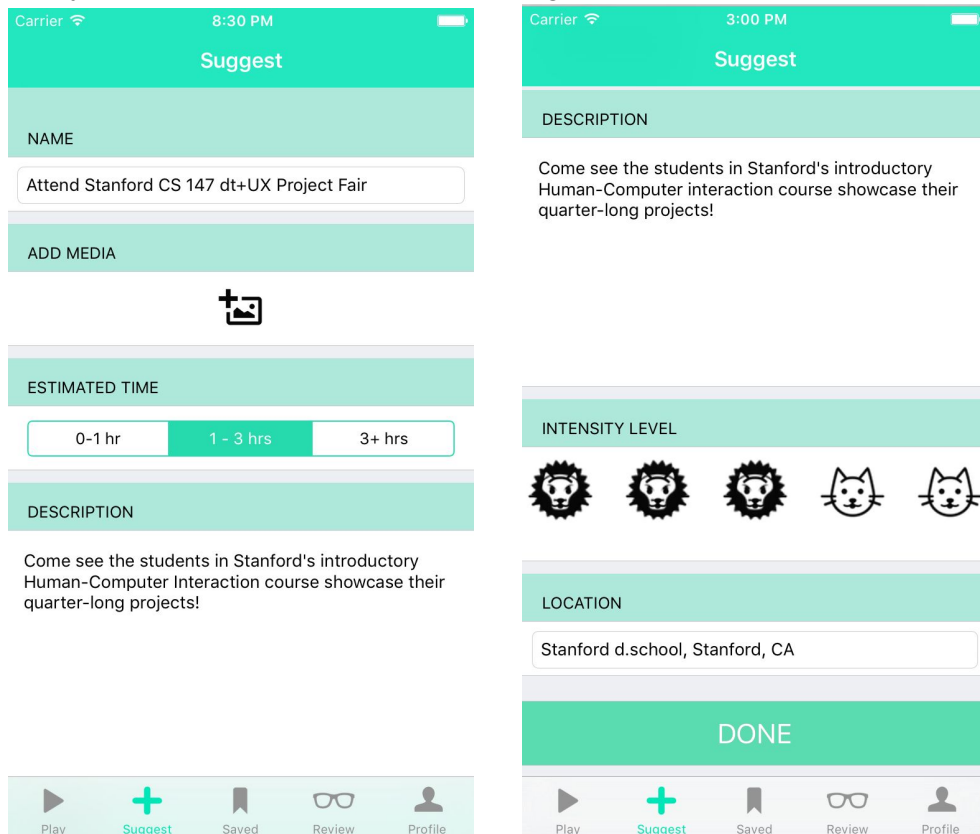 Carrier
8:30 PM
Suggest
NAME
Attend Stanford CS 147 dt+UX Project Fair
ADD MEDIA
ESTIMATED TIME
0-1 hr
1 - 3 hrs
3+ hrs
DESCRIPTION
Come see the students in Stanford's introductory
Human-Computer Interaction course showcase their
quarter-long projects!
Play
Suggest
Saved
Review
Profile
Carrier
3:00 PM
Suggest
DESCRIPTION
Come see the students in Stanford's introductory
Human-Computer interaction course showcase their
quarter-long projects!
INTENSITY LEVEL
LOCATION
Stanford d.school, Stanford, CA
DONE
Play
Suggest
Saved
Review
Profile